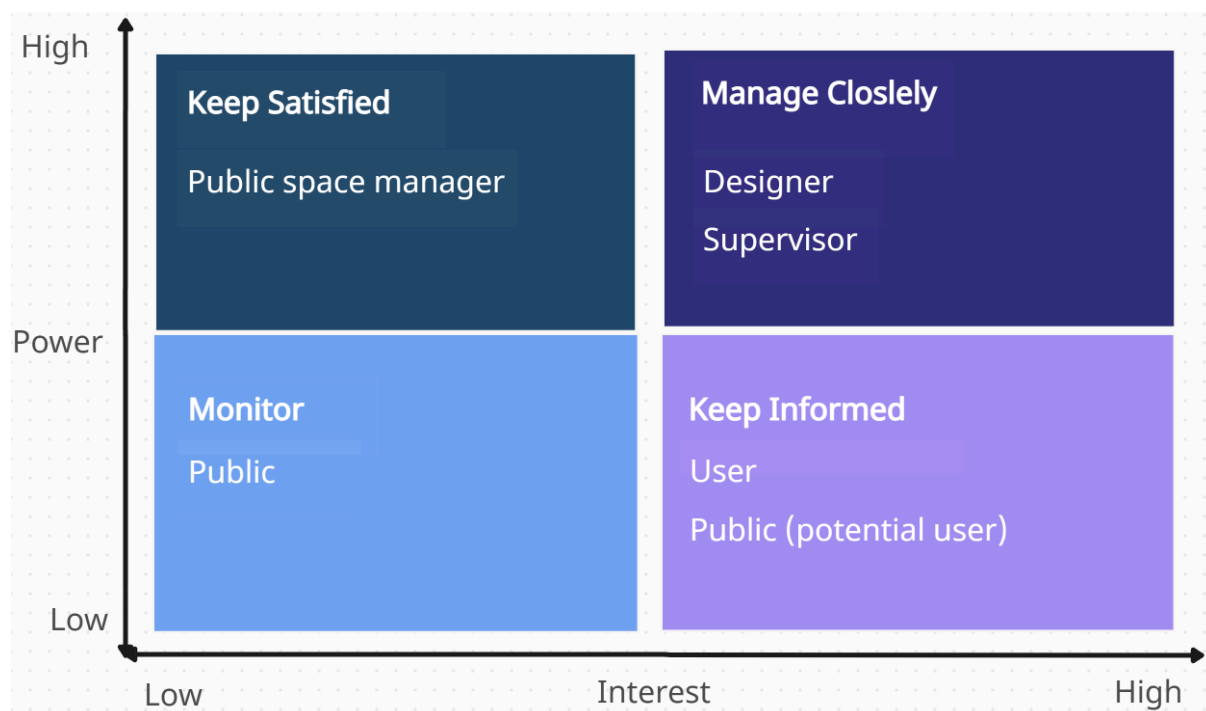 High
Keep Satisfied
Public space manager
Manage Closlely
Designer
Supervisor
Power
Monitor
Public
Keep Informed
User
Public (potential user)
Low
Low
Interest
High